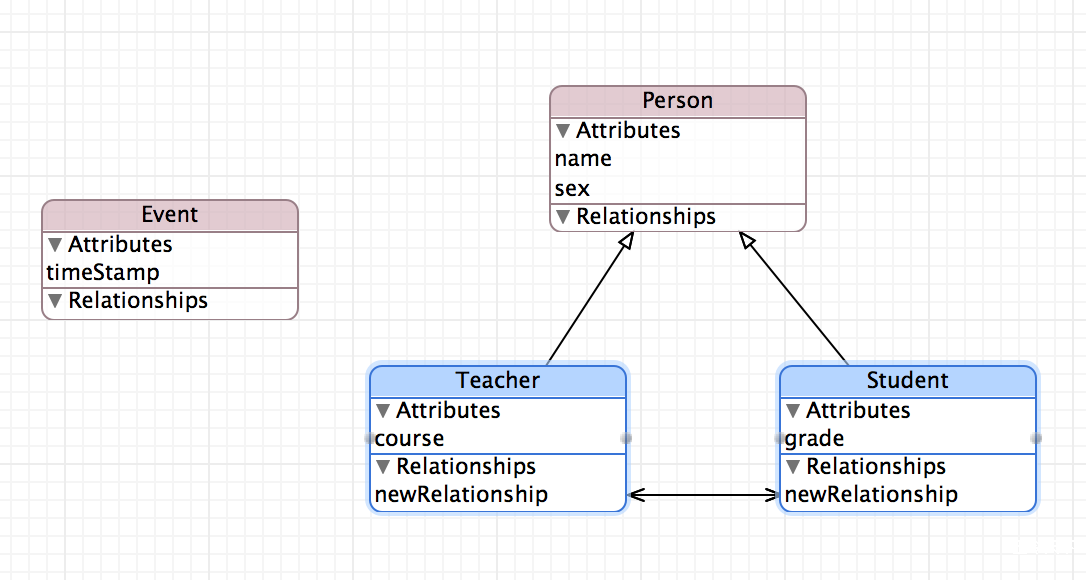 Person
Attributes
name
sex
Relationships
Event
Attributes
timeStamp
Relationships
Teacher
Attributes
course
Relationships
newRelationship
Student
Attributes
grade
Relationships
newRelationship